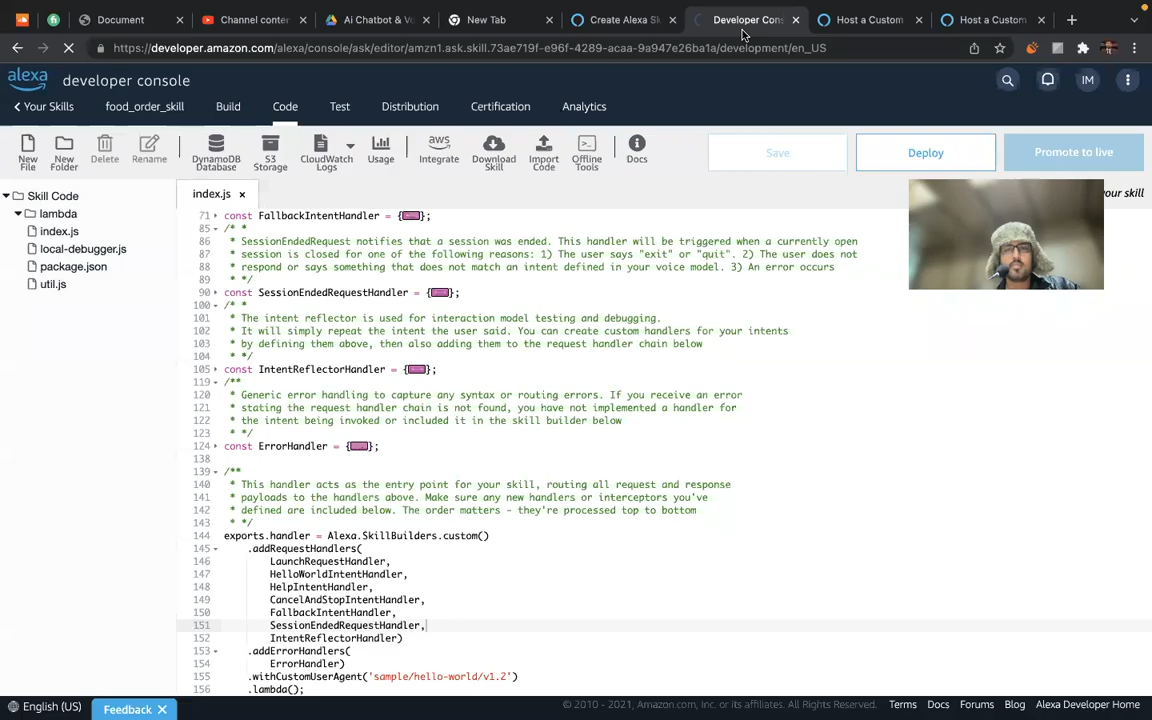 Document
Channel conten
Ai Chatbot & Vo
New Tab
Create Alexa Sk
Developer Cons
Host a Custom
Host a Custom
https://developer.amazon.com/alexa/console/ask/editor/amzn1.ask.skill.73ae719f-e96f-4289-acaa-9a947e26ba1a/development/en_US
alexa developer console
IM
Your Skills food_order_skill Build Code Test Distribution Certification Analytics
New File
New Folder
Delete
Rename
DynamoDB Database
S3 Storage
CloudWatch Logs
Usage
aws
Integrate
Download Skill
Import Code
Offline Tools
Docs
Save
Deploy
Promote to live
Skill Code
lambda
index.js
local-debugger.js
package.json
util.js
index.js
your skill
71 const FallbackIntentHandler = {
};
85 /* *
86 * SessionEndedRequest notifies that a session was ended. This handler will be triggered when a currently open
87 * session is closed for one of the following reasons: 1) The user says "exit" or "quit". 2) The user does not
88 * respond or says something that does not match an intent defined in your voice model. 3) An error occurs
89 * */
90 const SessionEndedRequestHandler = {
};
100 /* *
101 * The intent reflector is used for interaction model testing and debugging.
102 * It will simply repeat the intent the user said. You can create custom handlers for your intents
103 * by defining them above, then also adding them to the request handler chain below
104 * */
105 const IntentReflectorHandler = {
};
119 /**
120 * Generic error handling to capture any syntax or routing errors. If you receive an error
121 * stating the request handler chain is not found, you have not implemented a handler for
122 * the intent being invoked or included it in the skill builder below
123 * */
124 const ErrorHandler = {
};
138
139 /**
140 * This handler acts as the entry point for your skill, routing all request and response
141 * payloads to the handlers above. Make sure any new handlers or interceptors you've
142 * defined are included below. The order matters - they're processed top to bottom
143 * */
144 exports.handler = Alexa.SkillBuilders.custom()
145 .addRequestHandlers(
146 LaunchRequestHandler,
147 HelloWorldIntentHandler,
148 HelpIntentHandler,
149 CancelAndStopIntentHandler,
150 FallbackIntentHandler,
151 SessionEndedRequestHandler,
152 IntentReflectorHandler)
153 .addErrorHandlers(
154 ErrorHandler)
155 .withCustomUserAgent('sample/hello-world/v1.2')
156 .lambda();
English (US)
Feedback
© 2010 - 2021, Amazon.com, Inc. or its affiliates. All Rights Reserved.
Terms Docs Forums Blog Alexa Developer Home